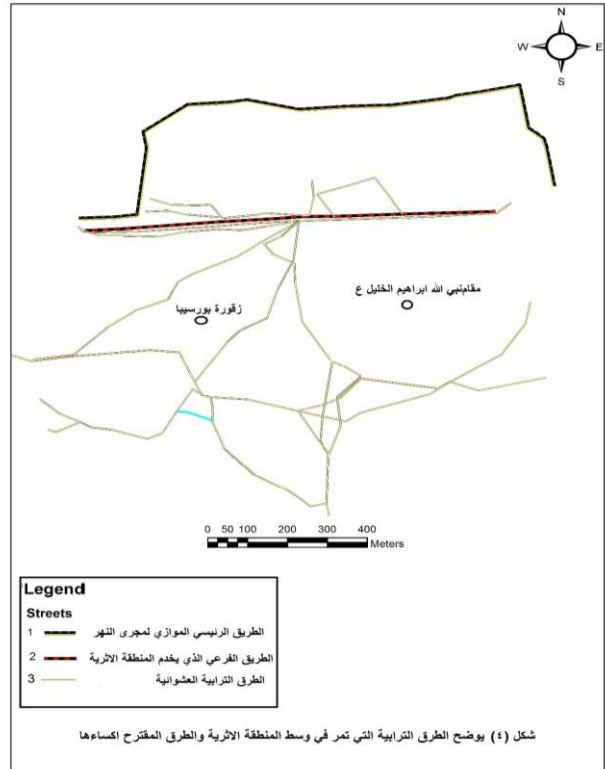 N
W E
S
مقام نبي الله ابراهيم الخليل ع
زقورة بورسيبا
0 50 100 200 300 400
Meters
Legend
Streets
1 الطريق الرئيسي الموازي لمجرى النهر
2 الطريق الفرعي الذي يخدم المنطقة الاثرية
3 الطرق الترابية العشوائية
شكل (٤) يوضح الطرق الترابية التي تمر في وسط المنطقة الاثرية والطرق المقترح اكساءها